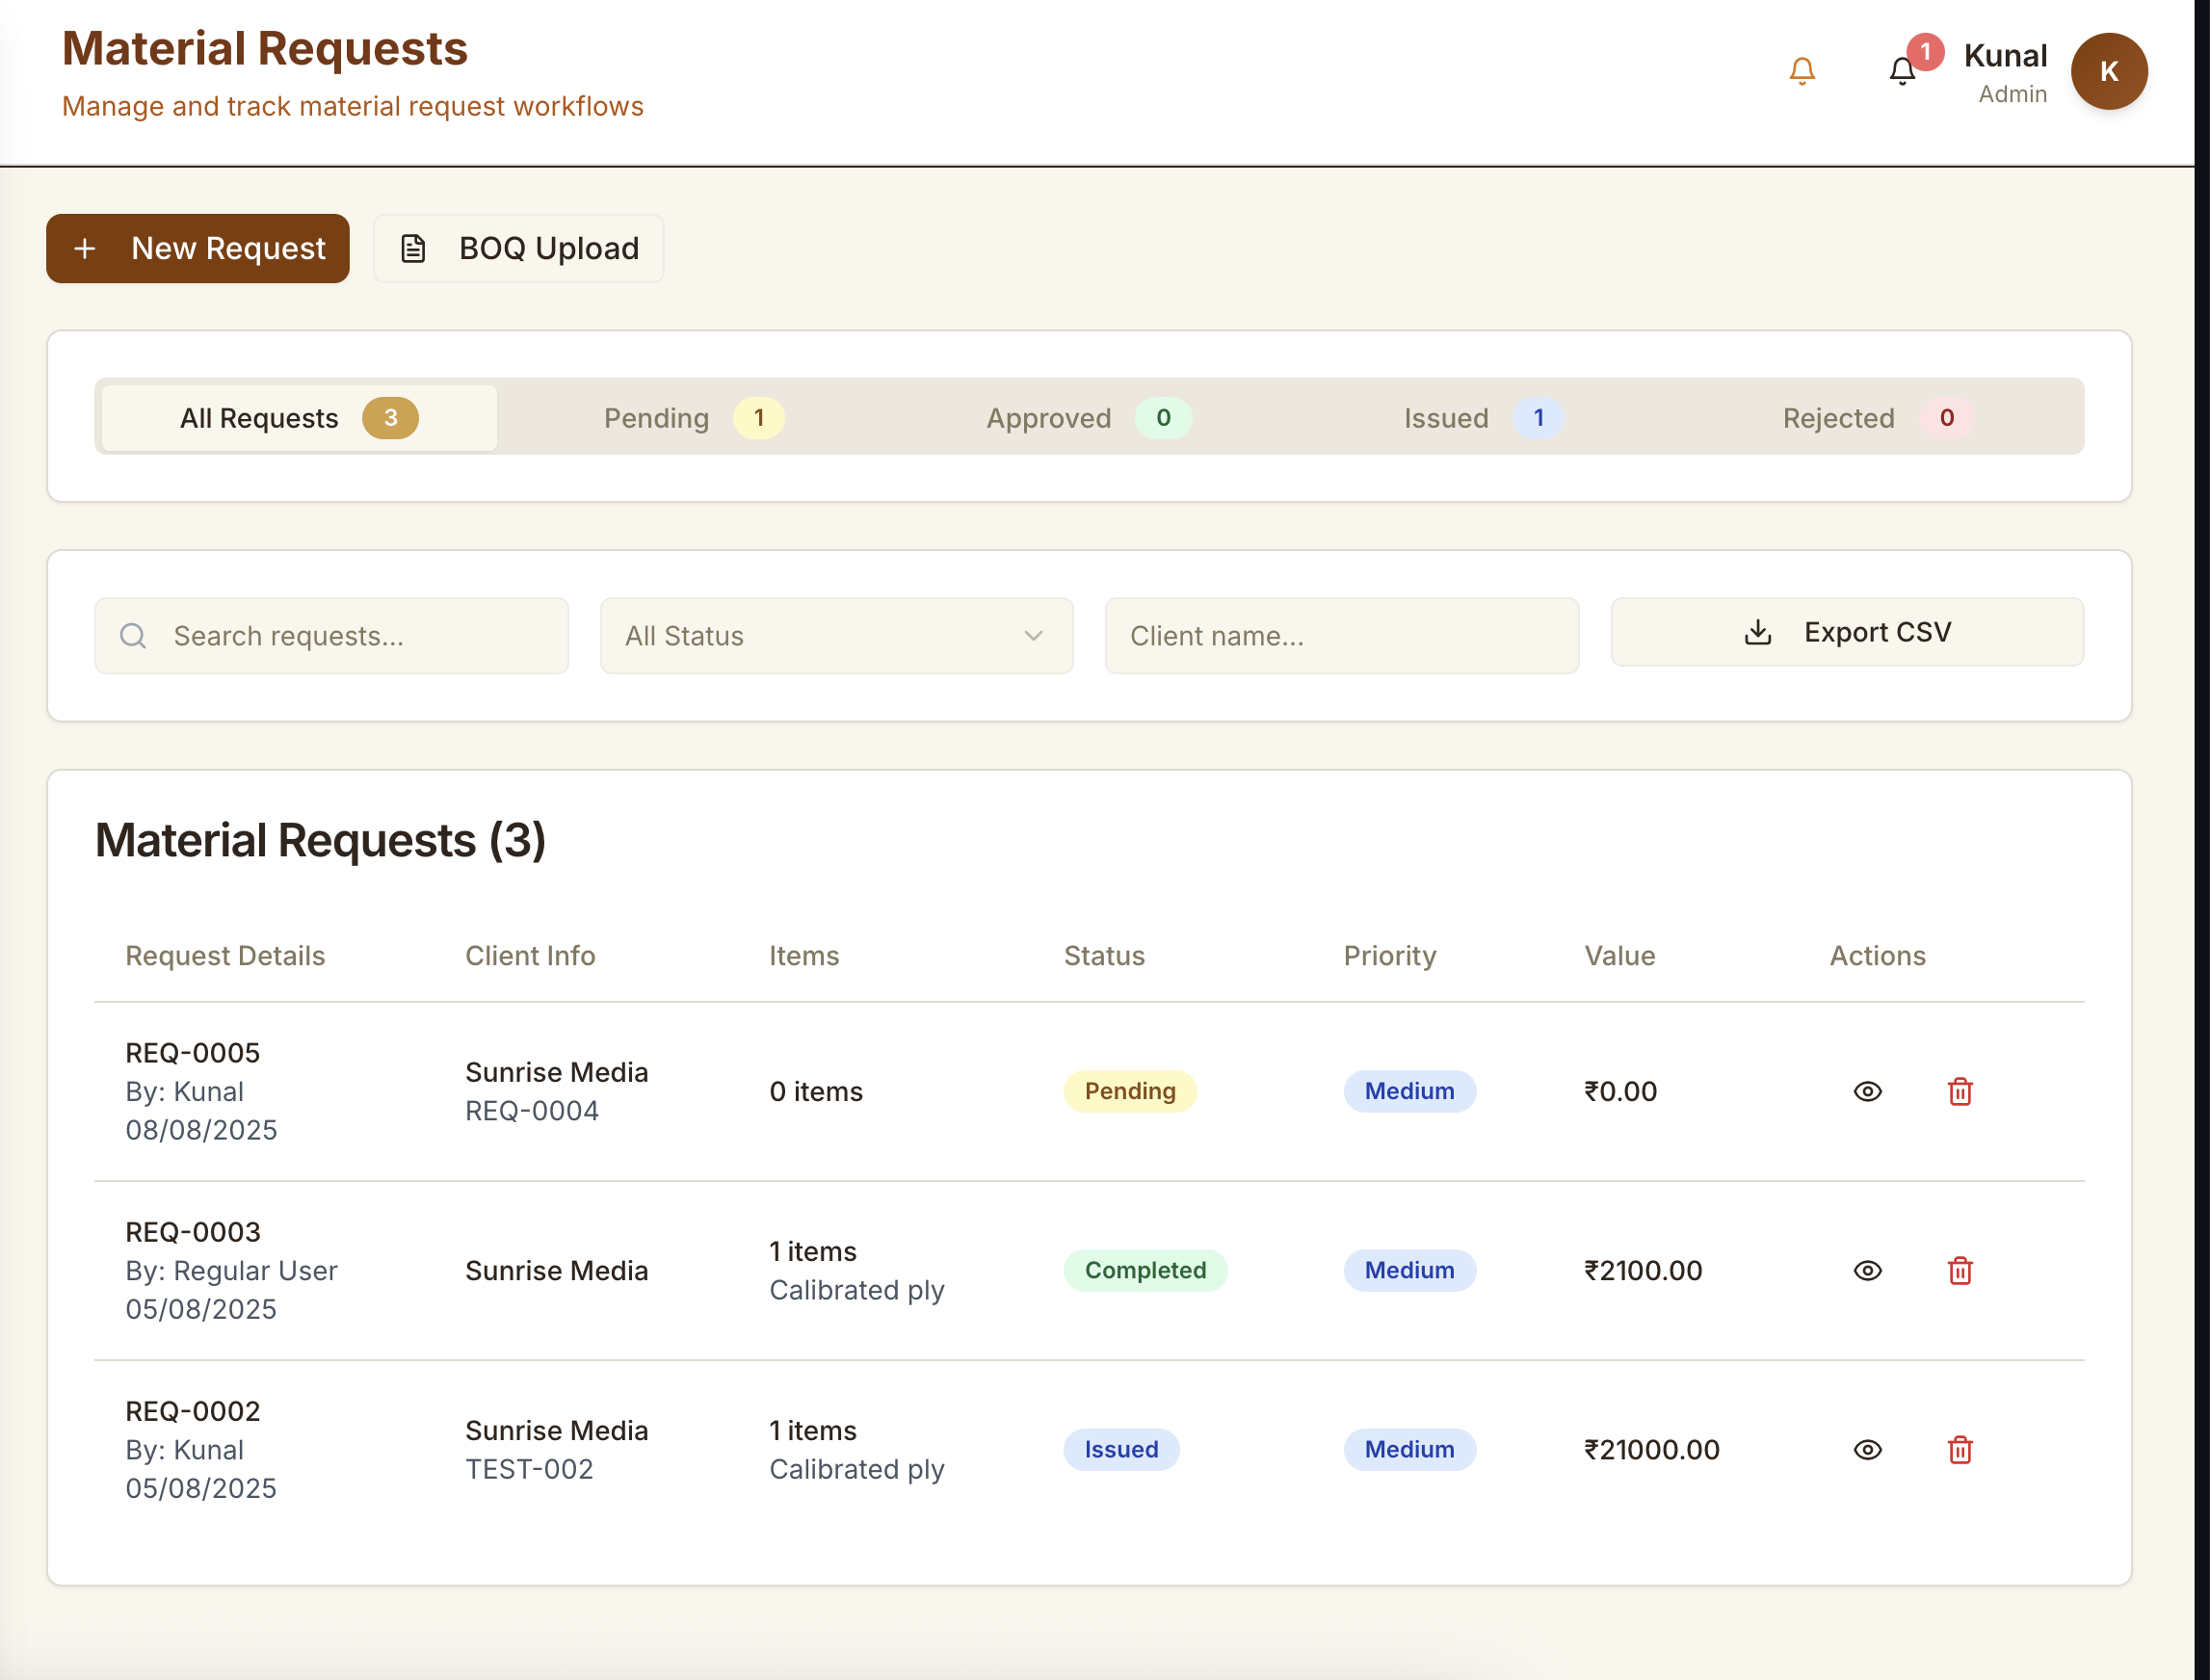 Material Requests
Manage and track material request workflows
1
Kunal
Admin
K
New Request
BOQ Upload
All Requests 3
Pending 1
Approved 0
Issued 1
Rejected 0
Search requests...
All Status
Client name...
Export CSV
Material Requests (3)
Request Details Client Info Items Status Priority Value Actions
REQ-0005
By: Kunal
08/08/2025
Sunrise Media
REQ-0004
0 items
Pending
Medium
₹0.00
REQ-0003
By: Regular User
05/08/2025
Sunrise Media
1 items
Calibrated ply
Completed
Medium
₹2100.00
REQ-0002
By: Kunal
05/08/2025
Sunrise Media
TEST-002
1 items
Calibrated ply
Issued
Medium
₹21000.00